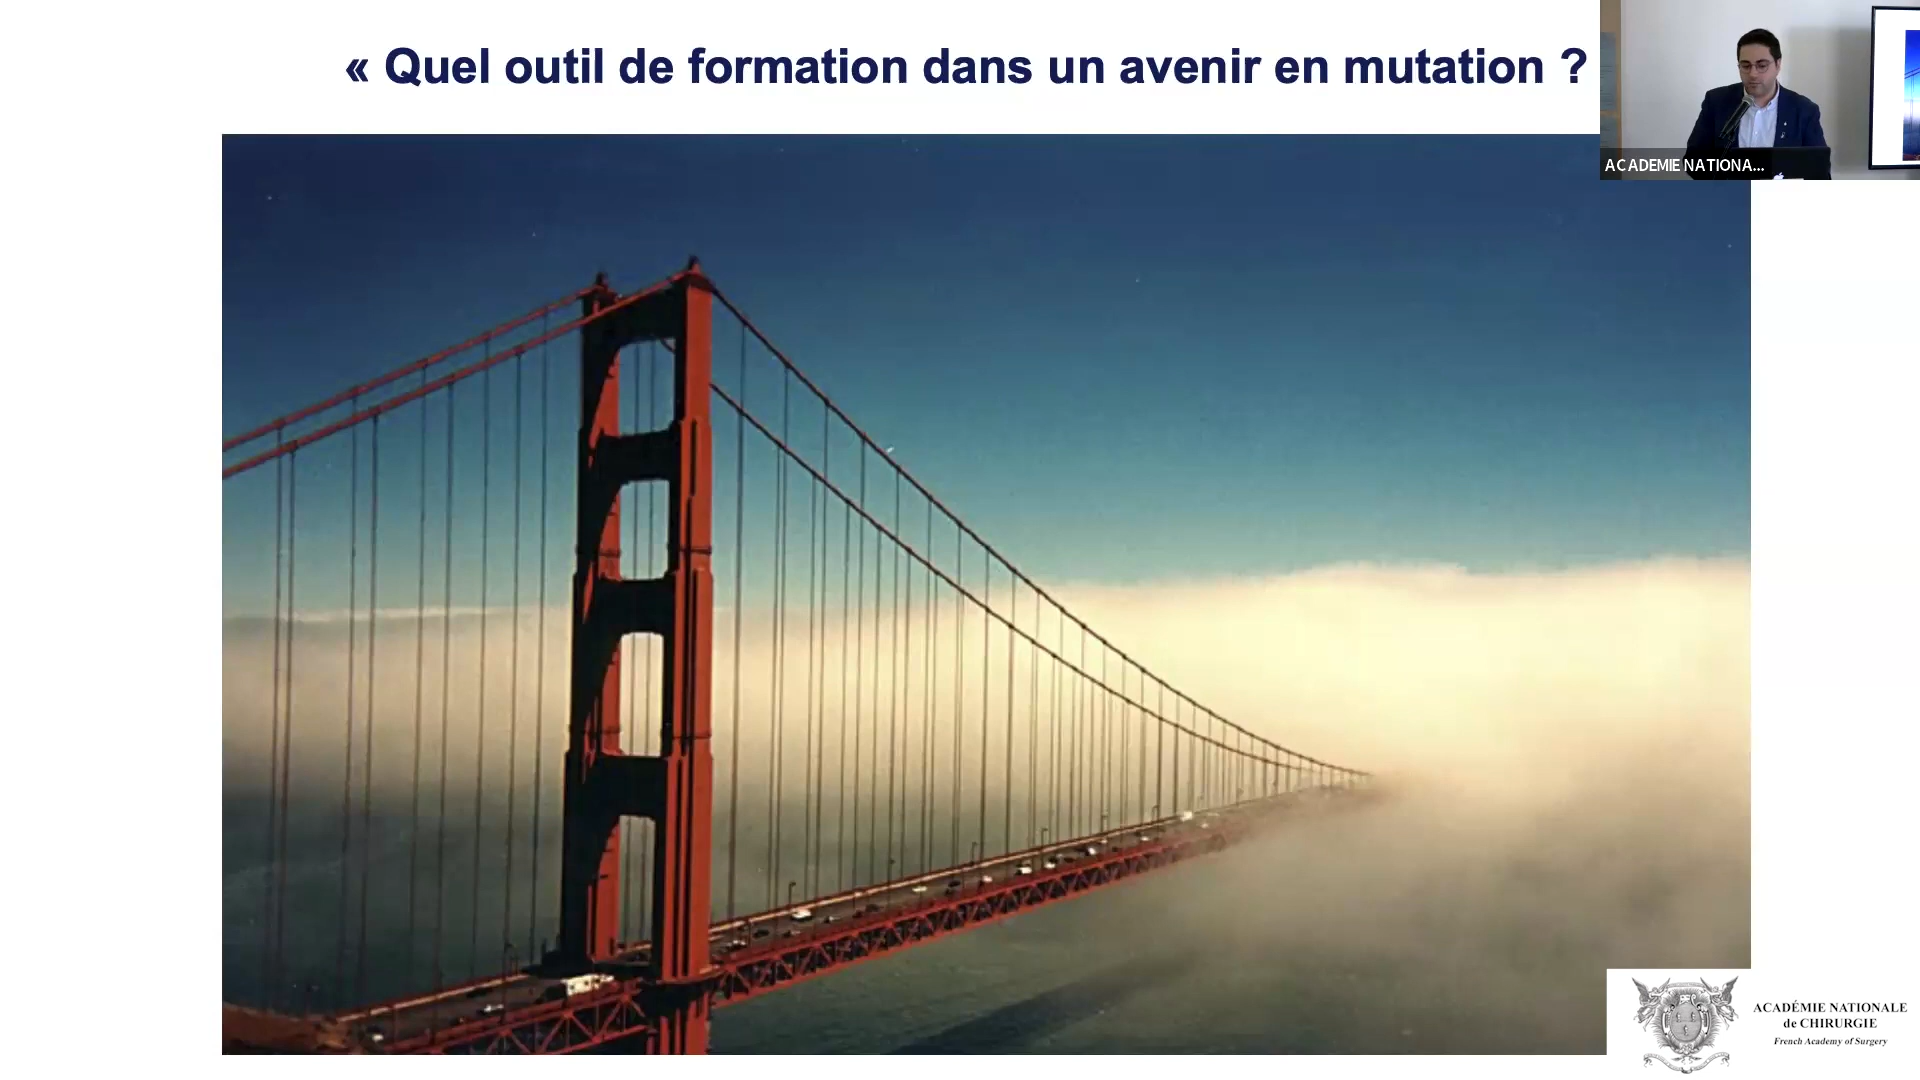 « Quel outil de formation dans un avenir en mutation ?
ACADEMIE NATIONA...
ACADÉMIE NATIONALE
de CHIRURGIE
French Academy of Surgery